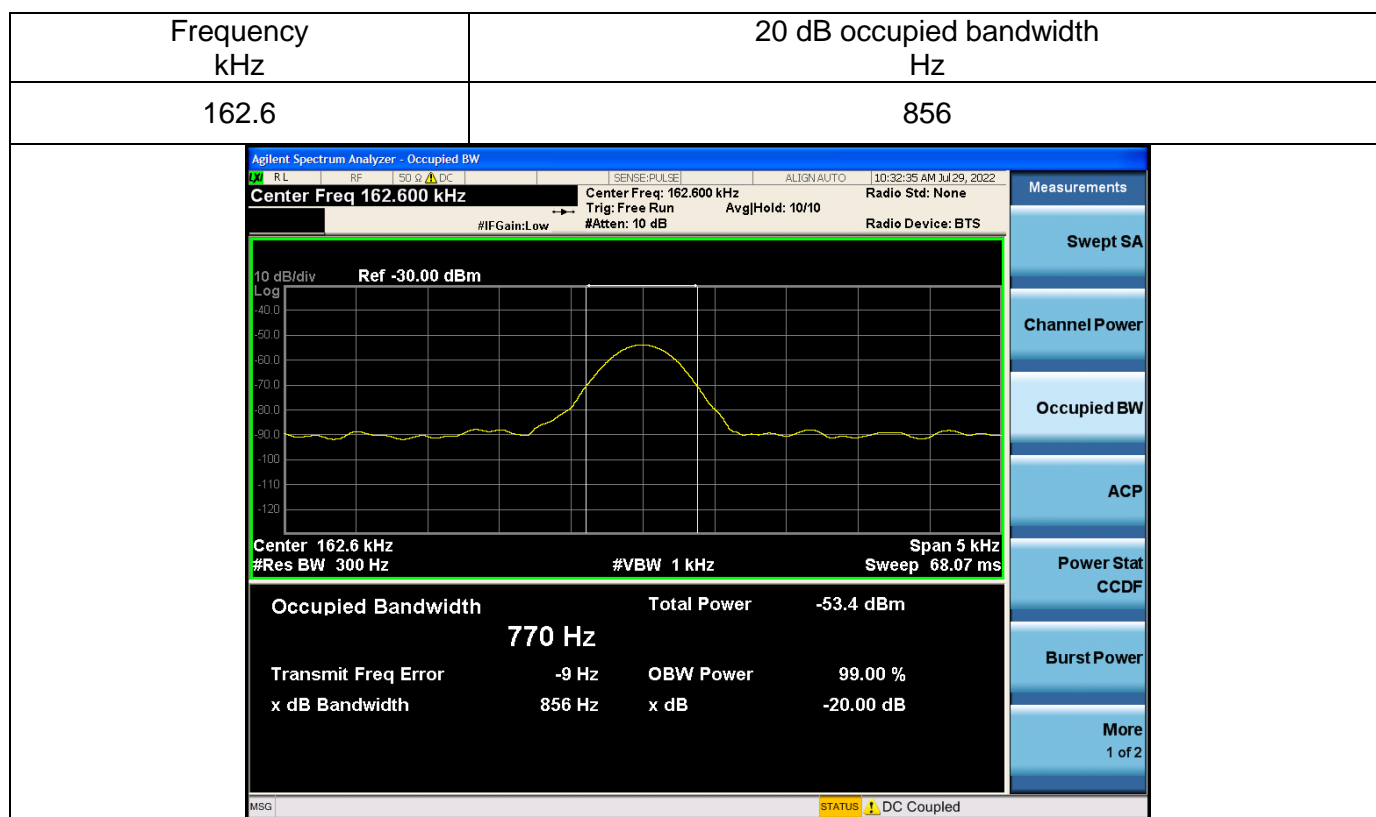 Frequency
kHz
20 dB occupied bandwidth
Hz
162.6
856
Agilent Spectrum Analyzer - Occupied BW
LXI RL RF 50 Ω DC SENSE:PULSE ALIGN AUTO 10:32:35 AM Jul 29, 2022
Center Freq 162.600 kHz
Center Freq: 162.600 kHz
Radio Std: None
Trig: Free Run Avg|Hold: 10/10
#IFGain:Low
#Atten: 10 dB
Radio Device: BTS
10 dB/div Ref -30.00 dBm
Log
-40.0
-50.0
-60.0
-70.0
-80.0
-90.0
-100
-110
-120
Center 162.6 kHz Span 5 kHz
#Res BW 300 Hz #VBW 1 kHz Sweep 68.07 ms
Occupied Bandwidth Total Power -53.4 dBm
770 Hz
Transmit Freq Error -9 Hz OBW Power 99.00 %
x dB Bandwidth 856 Hz x dB -20.00 dB
Measurements
Swept SA
Channel Power
Occupied BW
ACP
Power Stat
CCDF
Burst Power
More
1 of 2
MSG STATUS DC Coupled